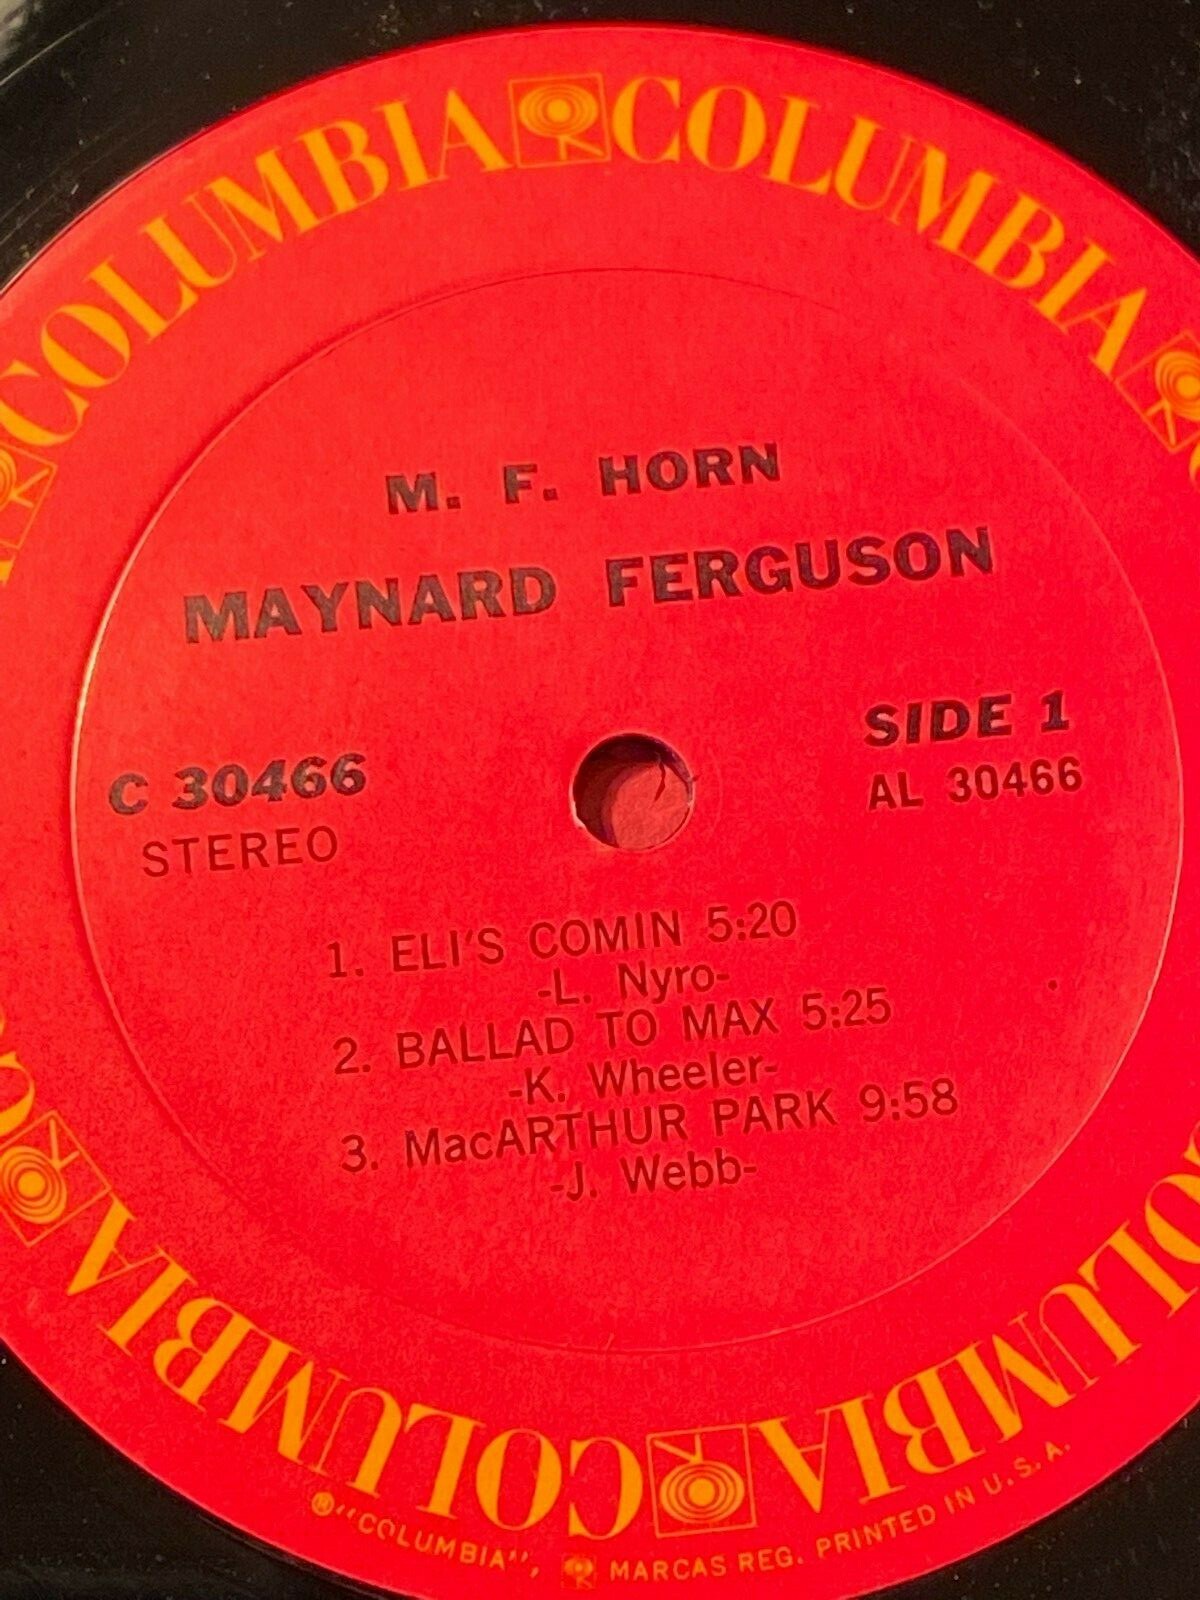 COLUMBIA COLUMBIA COLUMBIA
M. F. HORN
MAYNARD FERGUSON
SIDE 1
AL 30466
C 30466
STEREO
1. ELI'S COMIN 5:20
-L. Nyro-
2. BALLAD TO MAX 5:25
-K. Wheeler-
3. MacARTHUR PARK 9:58
-J. Webb-
COLUMBIA COLUMBIA
Ⓜ "COLUMBIA", MARCAS REG. PRINTED IN U.S.A.